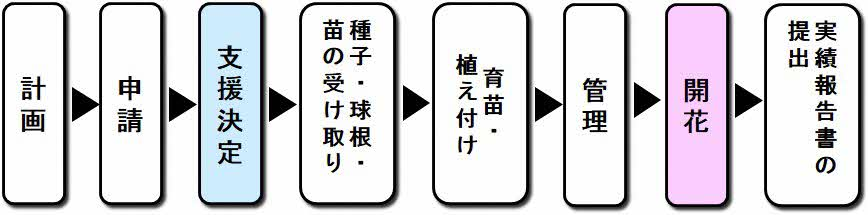 計画
申請
支援決定
種子・球根・
苗の受け取り
育苗・
植え付け
管理
開花
実績報告書の
提出